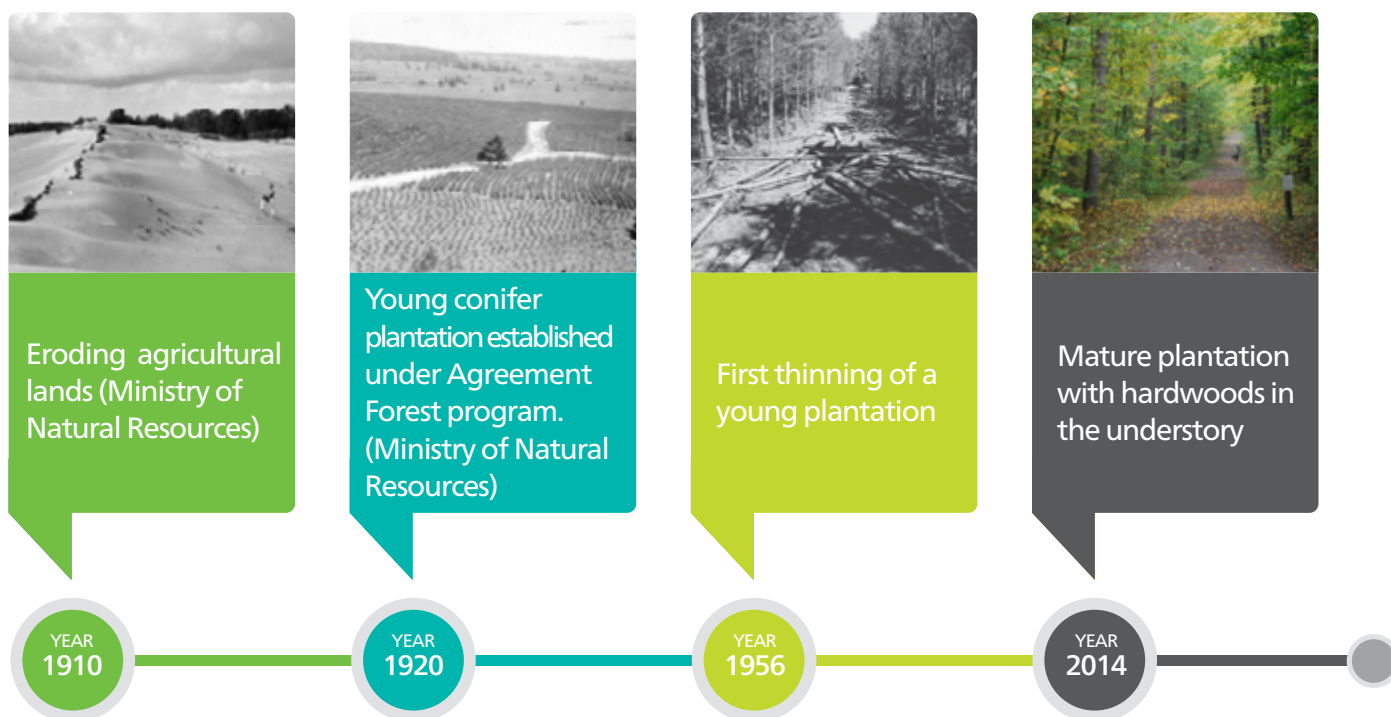 Eroding agricultural
lands (Ministry of
Natural Resources)
Young conifer
plantation established
under Agreement
Forest program.
(Ministry of Natural
Resources)
First thinning of a
young plantation
Mature plantation
with hardwoods in
the understory
YEAR
1910
YEAR
1920
YEAR
1956
YEAR
2014